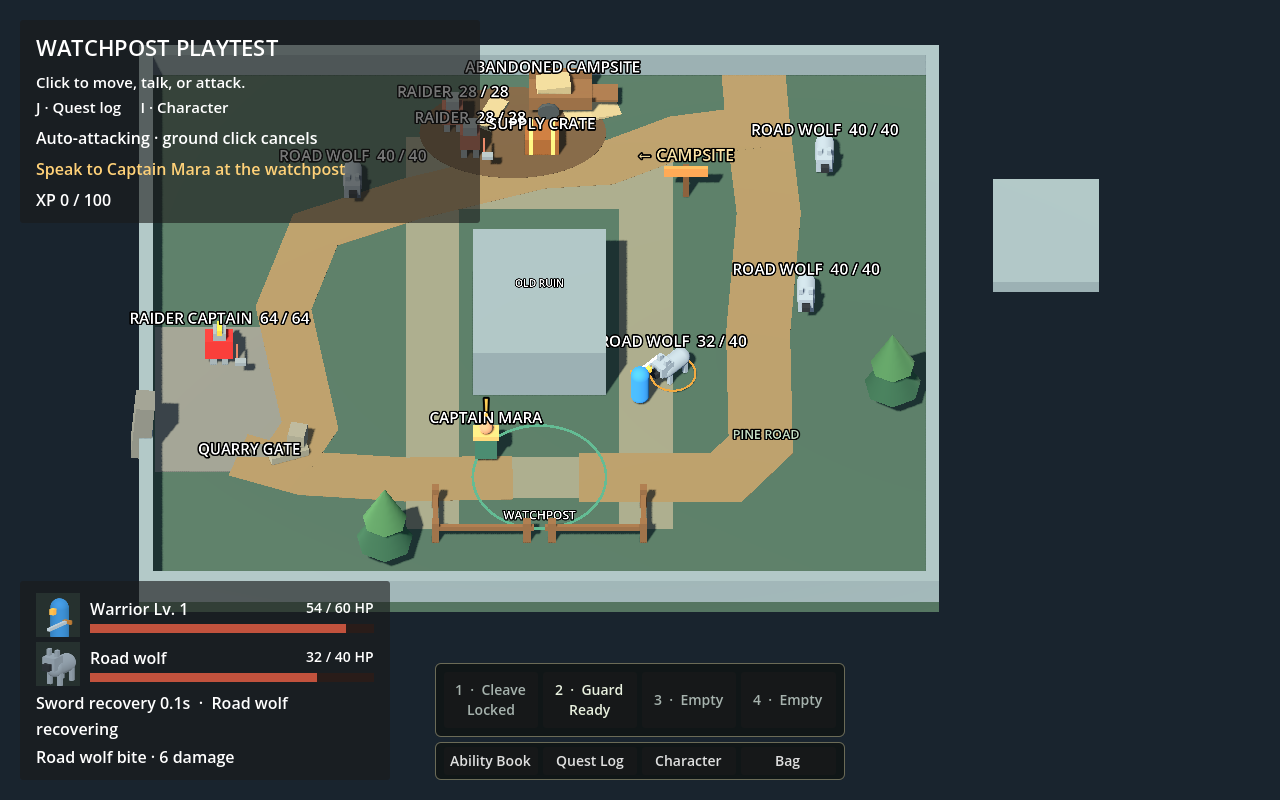 WATCHPOST PLAYTEST
Click to move, talk, or attack.
J · Quest log    I · Character
Auto-attacking · ground click cancels
Speak to Captain Mara at the watchpost
XP 0 / 100
ABANDONED CAMPSITE
RAIDER 28 / 28
RAIDER 28 / 28
SUPPLY CRATE
ROAD WOLF 40 / 40
← CAMPSITE
ROAD WOLF 40 / 40
ROAD WOLF 40 / 40
OLD RUIN
RAIDER CAPTAIN 64 / 64
ROAD WOLF 32 / 40
CAPTAIN MARA
PINE ROAD
QUARRY GATE
WATCHPOST
Warrior Lv. 1    54 / 60 HP
Road wolf    32 / 40 HP
Sword recovery 0.1s · Road wolf
recovering
Road wolf bite · 6 damage
1 · Cleave
Locked
2 · Guard
Ready
3 · Empty
4 · Empty
Ability Book
Quest Log
Character
Bag